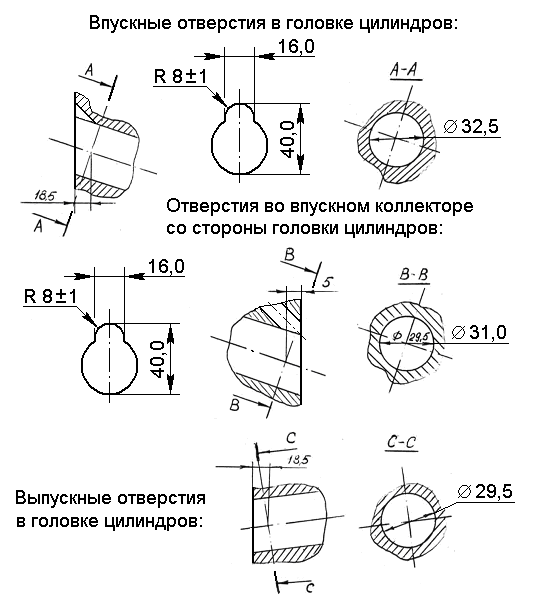 Впускные отверстия в головке цилиндров:
16,0
R 8±1
40,0
A
A
18,5
A-A
⌀ 32,5
Отверстия во впускном коллекторе
со стороны головки цилиндров:
16,0
R 8±1
40,0
B
B
5
B-B
Ф 29,5
⌀ 31,0
Выпускные отверстия
в головке цилиндров:
C
18,5
c
C-C
⌀ 29,5